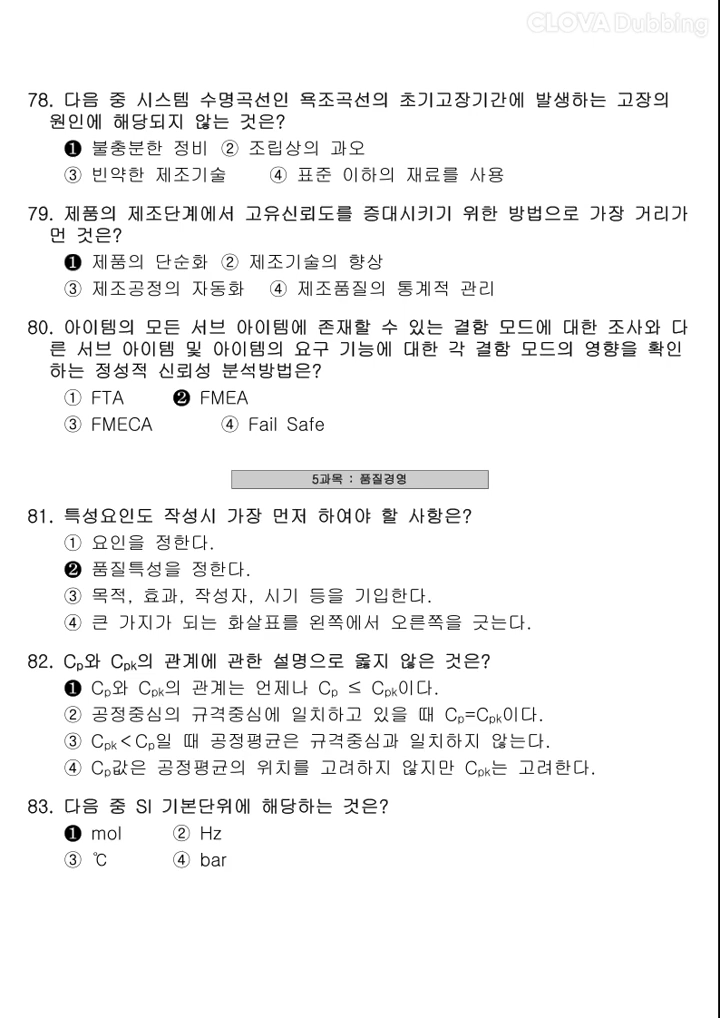 CLOVA Dubbing
78. 다음 중 시스템 수명곡선인 욕조곡선의 초기고장기간에 발생하는 고장의
원인에 해당되지 않는 것은?
❶ 불충분한 정비 ② 조립상의 과오
③ 빈약한 제조기술 ④ 표준 이하의 재료를 사용
79. 제품의 제조단계에서 고유신뢰도를 증대시키기 위한 방법으로 가장 거리가
먼 것은?
❶ 제품의 단순화 ② 제조기술의 향상
③ 제조공정의 자동화 ④ 제조품질의 통계적 관리
80. 아이템의 모든 서브 아이템에 존재할 수 있는 결함 모드에 대한 조사와 다
른 서브 아이템 및 아이템의 요구 기능에 대한 각 결함 모드의 영향을 확인
하는 정성적 신뢰성 분석방법은?
① FTA ❷ FMEA
③ FMECA ④ Fail Safe
5과목 : 품질경영
81. 특성요인도 작성시 가장 먼저 하여야 할 사항은?
① 요인을 정한다.
❷ 품질특성을 정한다.
③ 목적, 효과, 작성자, 시기 등을 기입한다.
④ 큰 가지가 되는 화살표를 왼쪽에서 오른쪽을 긋는다.
82. Cp와 Cpk의 관계에 관한 설명으로 옳지 않은 것은?
❶ Cp와 Cpk의 관계는 언제나 Cp ≤ Cpk이다.
② 공정중심의 규격중심에 일치하고 있을 때 Cp=Cpk이다.
③ Cpk<Cp일 때 공정평균은 규격중심과 일치하지 않는다.
④ Cp값은 공정평균의 위치를 고려하지 않지만 Cpk는 고려한다.
83. 다음 중 SI 기본단위에 해당하는 것은?
❶ mol ② Hz
③ ℃ ④ bar